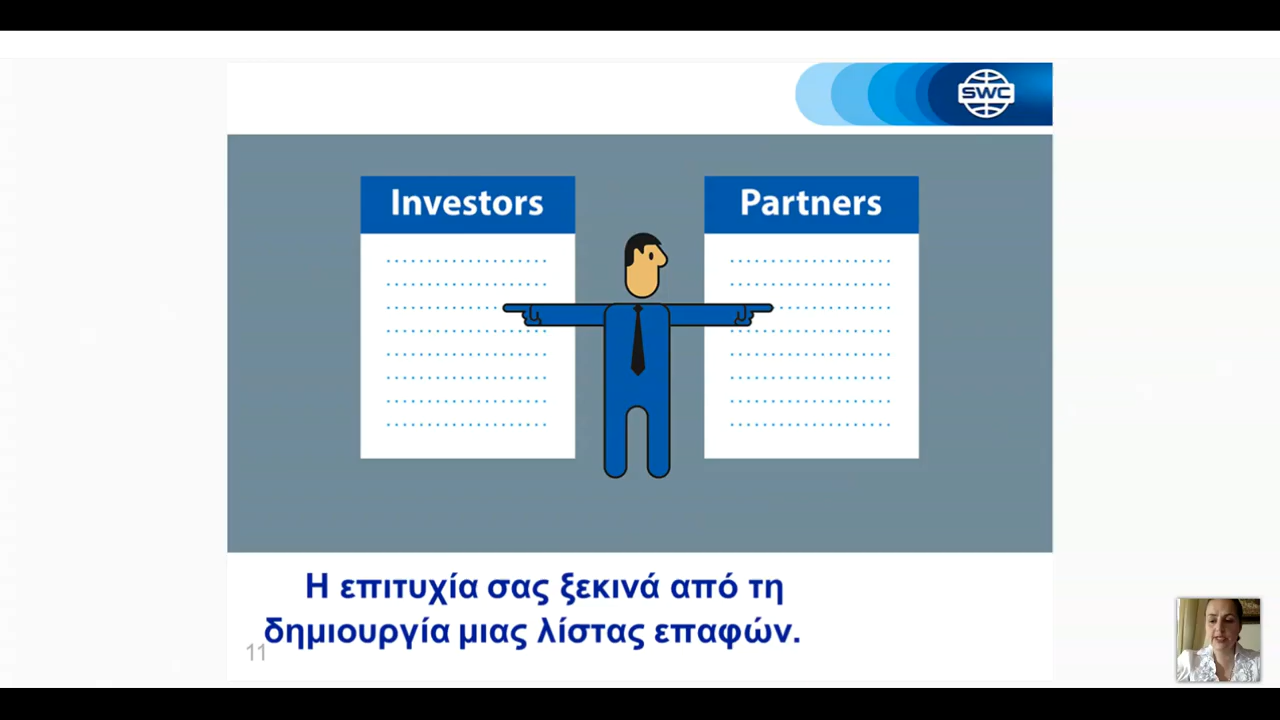 SWC
Investors
Partners
Η επιτυχία σας ξεκινά από τη
δημιουργία μιας λίστας επαφών.
11